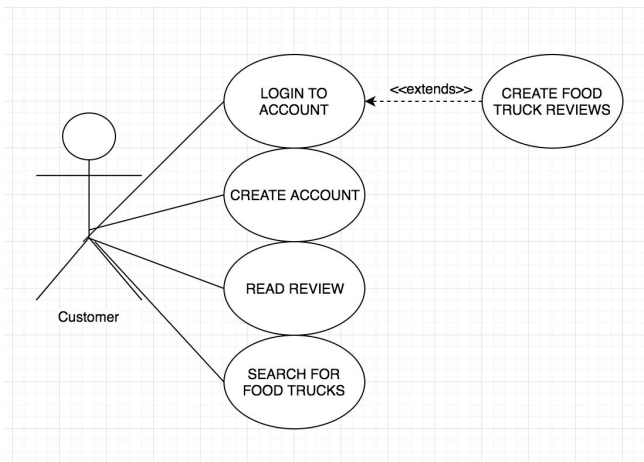 LOGIN TO
ACCOUNT
<<extends>>
CREATE FOOD
TRUCK REVIEWS
CREATE ACCOUNT
READ REVIEW
Customer
SEARCH FOR
FOOD TRUCKS